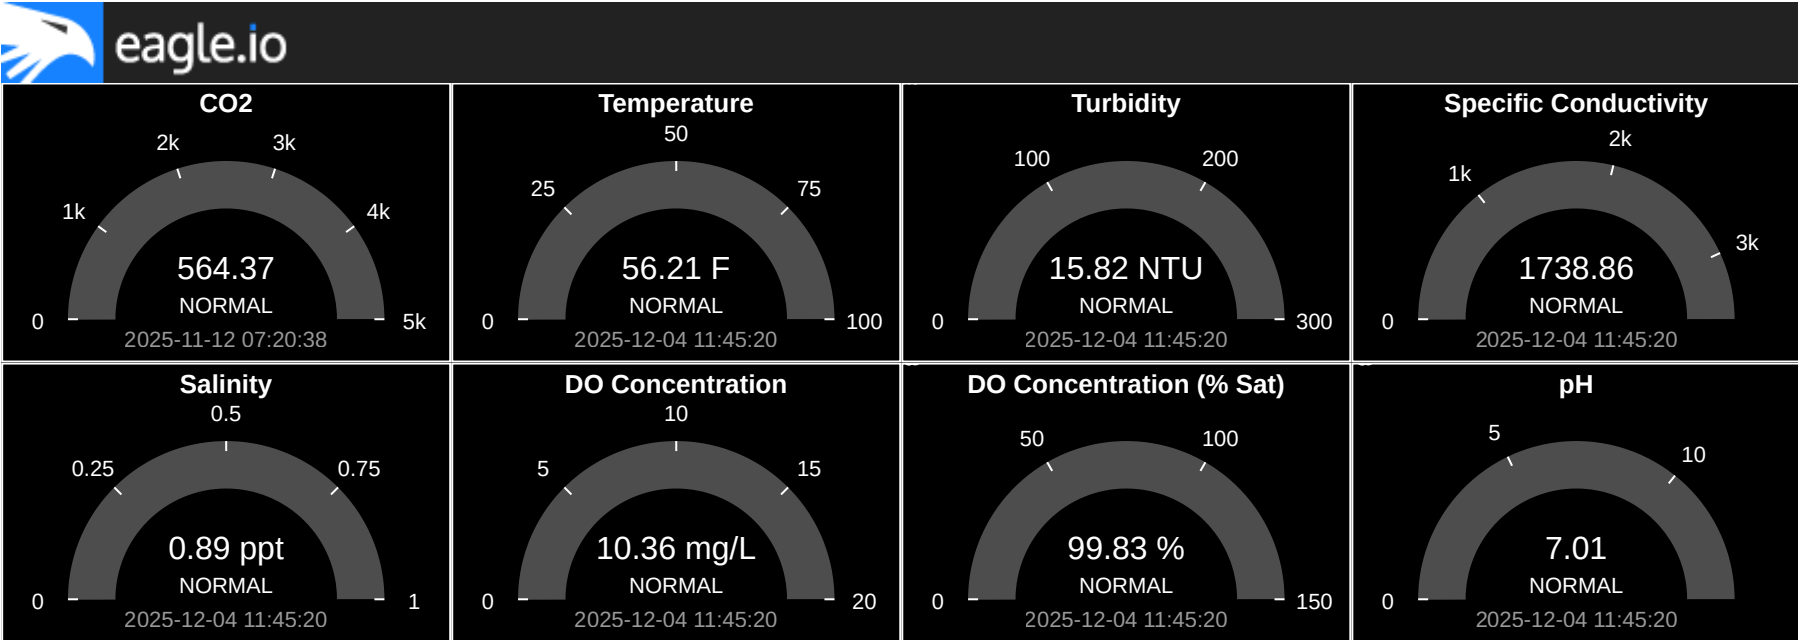 eagle.io
CO2
2k 3k
1k 4k
564.37
NORMAL
0 5k
2025-11-12 07:20:38
Temperature
50
25 75
56.21 F
NORMAL
0 100
2025-12-04 11:45:20
Turbidity
100 200
15.82 NTU
NORMAL
0 300
2025-12-04 11:45:20
Specific Conductivity
2k
1k
3k
1738.86
NORMAL
0
2025-12-04 11:45:20
Salinity
0.5
0.25 0.75
0.89 ppt
NORMAL
0 1
2025-12-04 11:45:20
DO Concentration
10
5 15
10.36 mg/L
NORMAL
0 20
2025-12-04 11:45:20
DO Concentration (% Sat)
50 100
99.83 %
NORMAL
0 150
2025-12-04 11:45:20
pH
5
10
7.01
NORMAL
0
2025-12-04 11:45:20